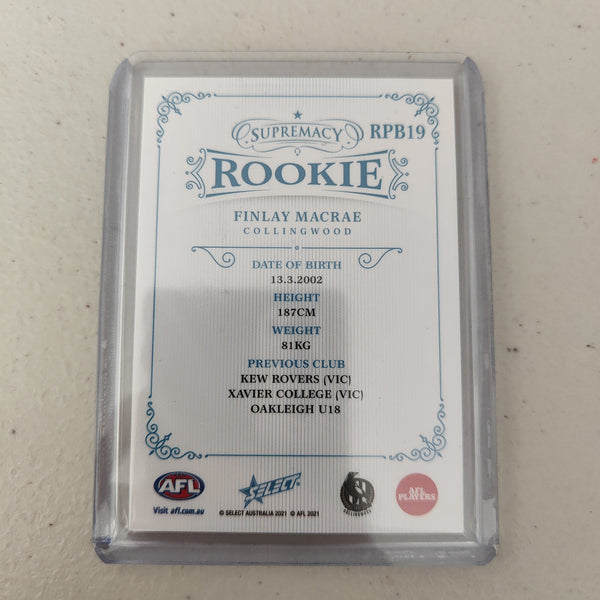 SUPREMACY
RPB19
ROOKIE
FINLAY MACRAE
COLLINGWOOD
DATE OF BIRTH
13.3.2002
HEIGHT
187CM
WEIGHT
81KG
PREVIOUS CLUB
KEW ROVERS (VIC)
XAVIER COLLEGE (VIC)
OAKLEIGH U18
AFL
Visit afl.com.au
SELECT
© SELECT AUSTRALIA 2021 © AFL 2021
COLLINGWOOD
AFL
PLAYERS